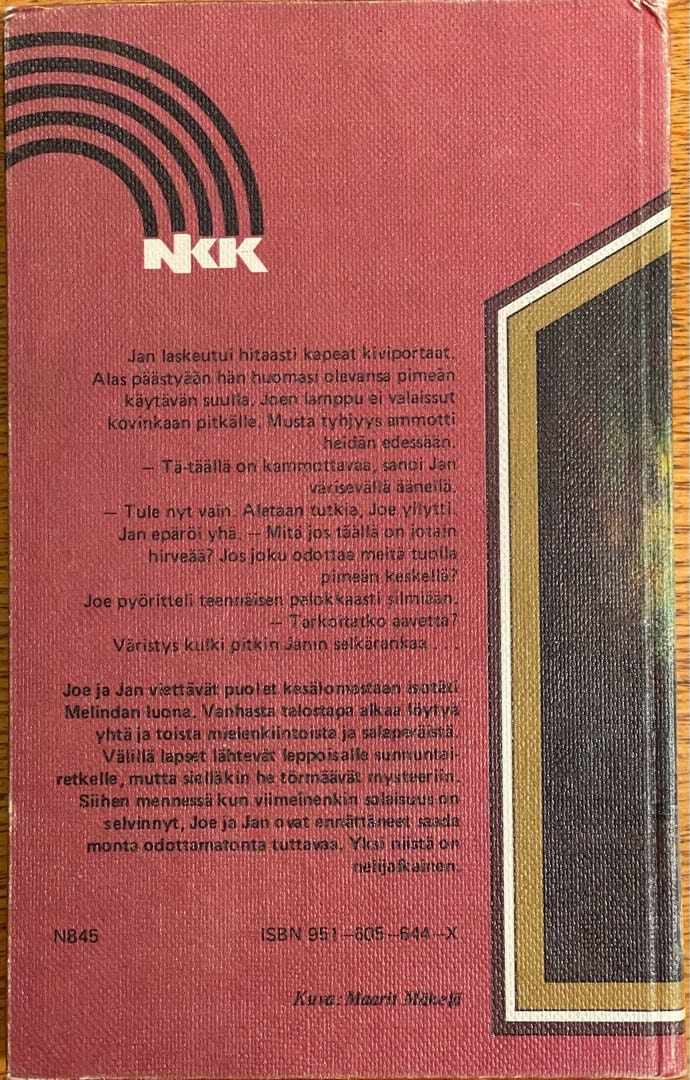 NKK
Jan laskeutui hitaasti kapeat kiviportaat.
Alas päästyään hän huomasi olevansa pimeän
käytävän suulla. Joen lamppu ei valaissut
kovinkaan pitkälle. Musta tyhjyys ammotti
heidän edessään.
— Tä-täällä on kammottavaa, sanoi Jan
värisevällä äänellä.
— Tule nyt vain. Aletaan tutkia, Joe yllytti.
Jan epäröi yhä. — Mitä jos täällä on jotain
hirveää? Jos joku odottaa meitä tuolla
pimeän keskellä?
Joe pyöritteli teennäisen pelokkaasti silmiään.
— Tarkoitatko aavetta?
Väristys kulki pitkin Janin selkärankaa . . .
Joe ja Jan viettävät puolet kesälomastaan isotäti
Melindan luona. Vanhasta talostapa alkaa löytyä
yhtä ja toista mielenkiintoista ja salaperäistä.
Välillä lapset lähtevät leppoisalle sunnuntai-
retkelle, mutta sielläkin he törmäävät mysteeriin.
Siihen mennessä kun viimeinenkin salaisuus on
selvinnyt, Joe ja Jan ovat ennättäneet saada
monta odottamatonta tuttavaa. Yksi niistä on
nelijalkainen.
N845
ISBN 951—605—644—X
Kuva: Maarit Mäkelä